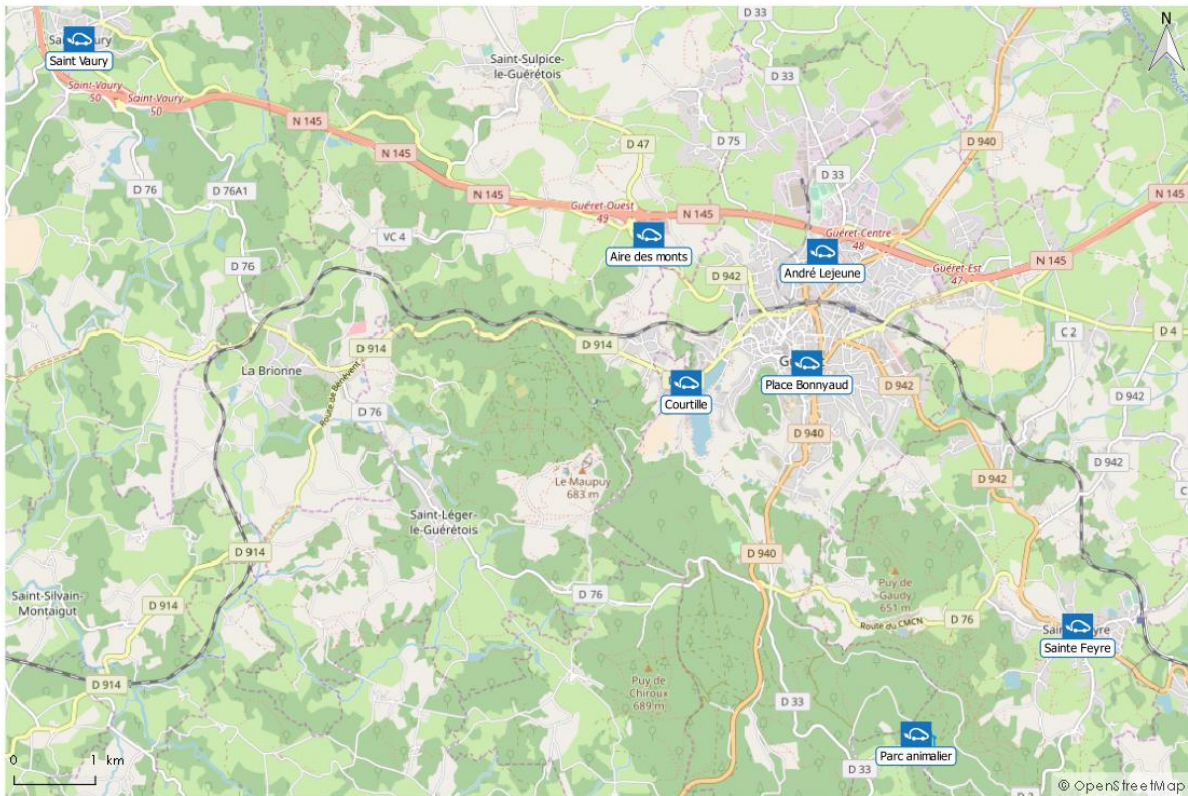 N
D 33
Saint Vaury
Saint-Sulpice-
le-Guérétois
Saint-Vaury
50
Saint-Vaury
50
D 33
N 145
D 47
D 75
D 940
N 145
D 33
D 76
D 76A1
N 145
Guéret-Ouest
49
N 145
VC 4
Aire des monts
Guéret-Centre
48
André Lejeune
D 76
D 942
Guéret-Est
47
N 145
C 2
D 4
D 914
D 914
La Brionne
Route de Bénévent
Place Bonnyaud
D 942
D 942
Courtille
D 76
D 940
D 942
Le Maupuy
683 m
D 942
Saint-Léger-
le-Guérétois
D 914
D 940
Puy de
Gaudy
651 m
Saint-Silvain-
Montaigut
D 914
D 76
Route du CMCN
D 76
Sainte Feyre
D 914
Puy de
Chiroux
689 m
D 33
Parc animalier
0 1 km
D 33
© OpenStreetMap